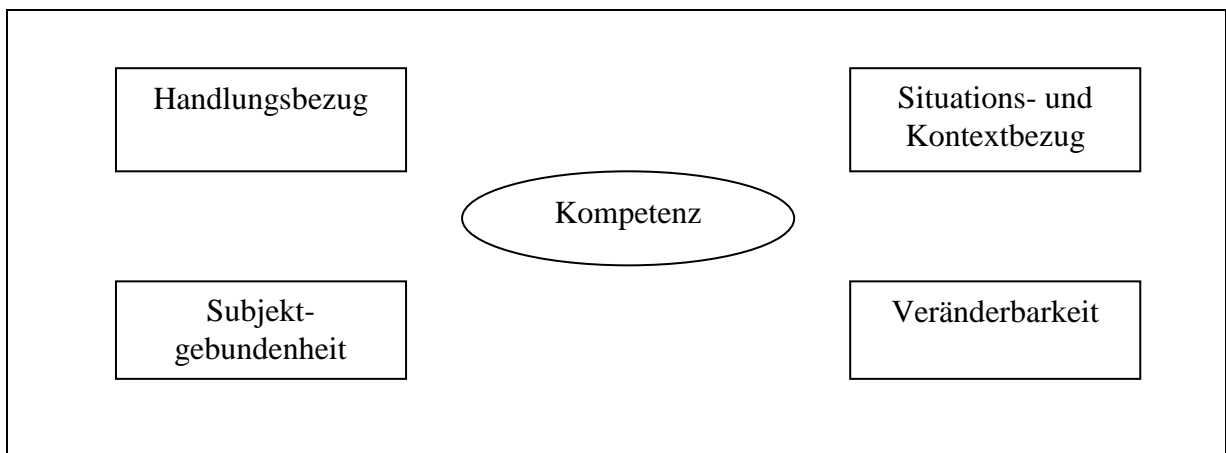 Handlungsbezug
Situations- und
Kontextbezug
Kompetenz
Subjekt-
gebundenheit
Veränderbarkeit